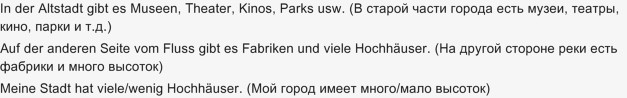 In der Altstadt gibt es Museen, Theater, Kinos, Parks usw. (В старой части города есть музеи, театры,
кино, парки и т.д.)
Auf der anderen Seite vom Fluss gibt es Fabriken und viele Hochhäuser. (На другой стороне реки есть
фабрики и много высоток)
Meine Stadt hat viele/wenig Hochhäuser. (Мой город имеет много/мало высоток)